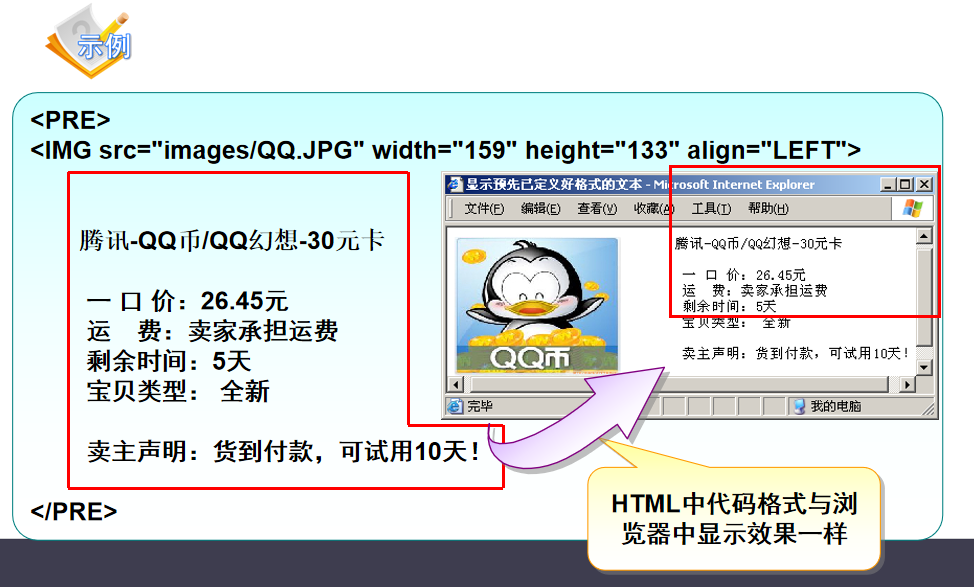 示例
<PRE>
<IMG src="images/QQ.JPG" width="159" height="133" align="LEFT">
腾讯-QQ币/QQ幻想-30元卡
一 口 价：26.45元
运　费：卖家承担运费
剩余时间：5天
宝贝类型： 全新
卖主声明：货到付款，可试用10天！
</PRE>
显示预先已定义好格式的文本 - Microsoft Internet Explorer
文件(F) 编辑(E) 查看(V) 收藏(A) 工具(T) 帮助(H)
腾讯-QQ币/QQ幻想-30元卡
一 口 价：26.45元
运　费：卖家承担运费
剩余时间：5天
宝贝类型： 全新
卖主声明：货到付款，可试用10天！
QQ币
完毕
我的电脑
HTML中代码格式与浏
览器中显示效果一样